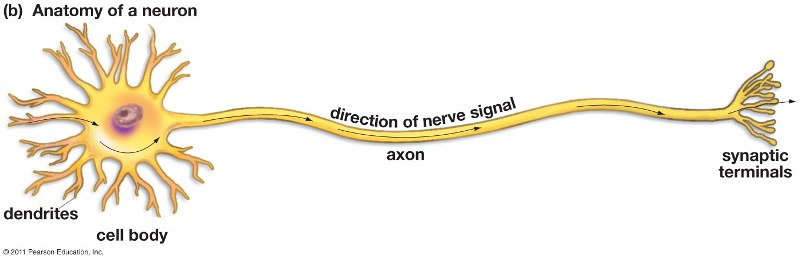 (b) Anatomy of a neuron
direction of nerve signal
axon
synaptic
terminals
dendrites
cell body
© 2011 Pearson Education, Inc.